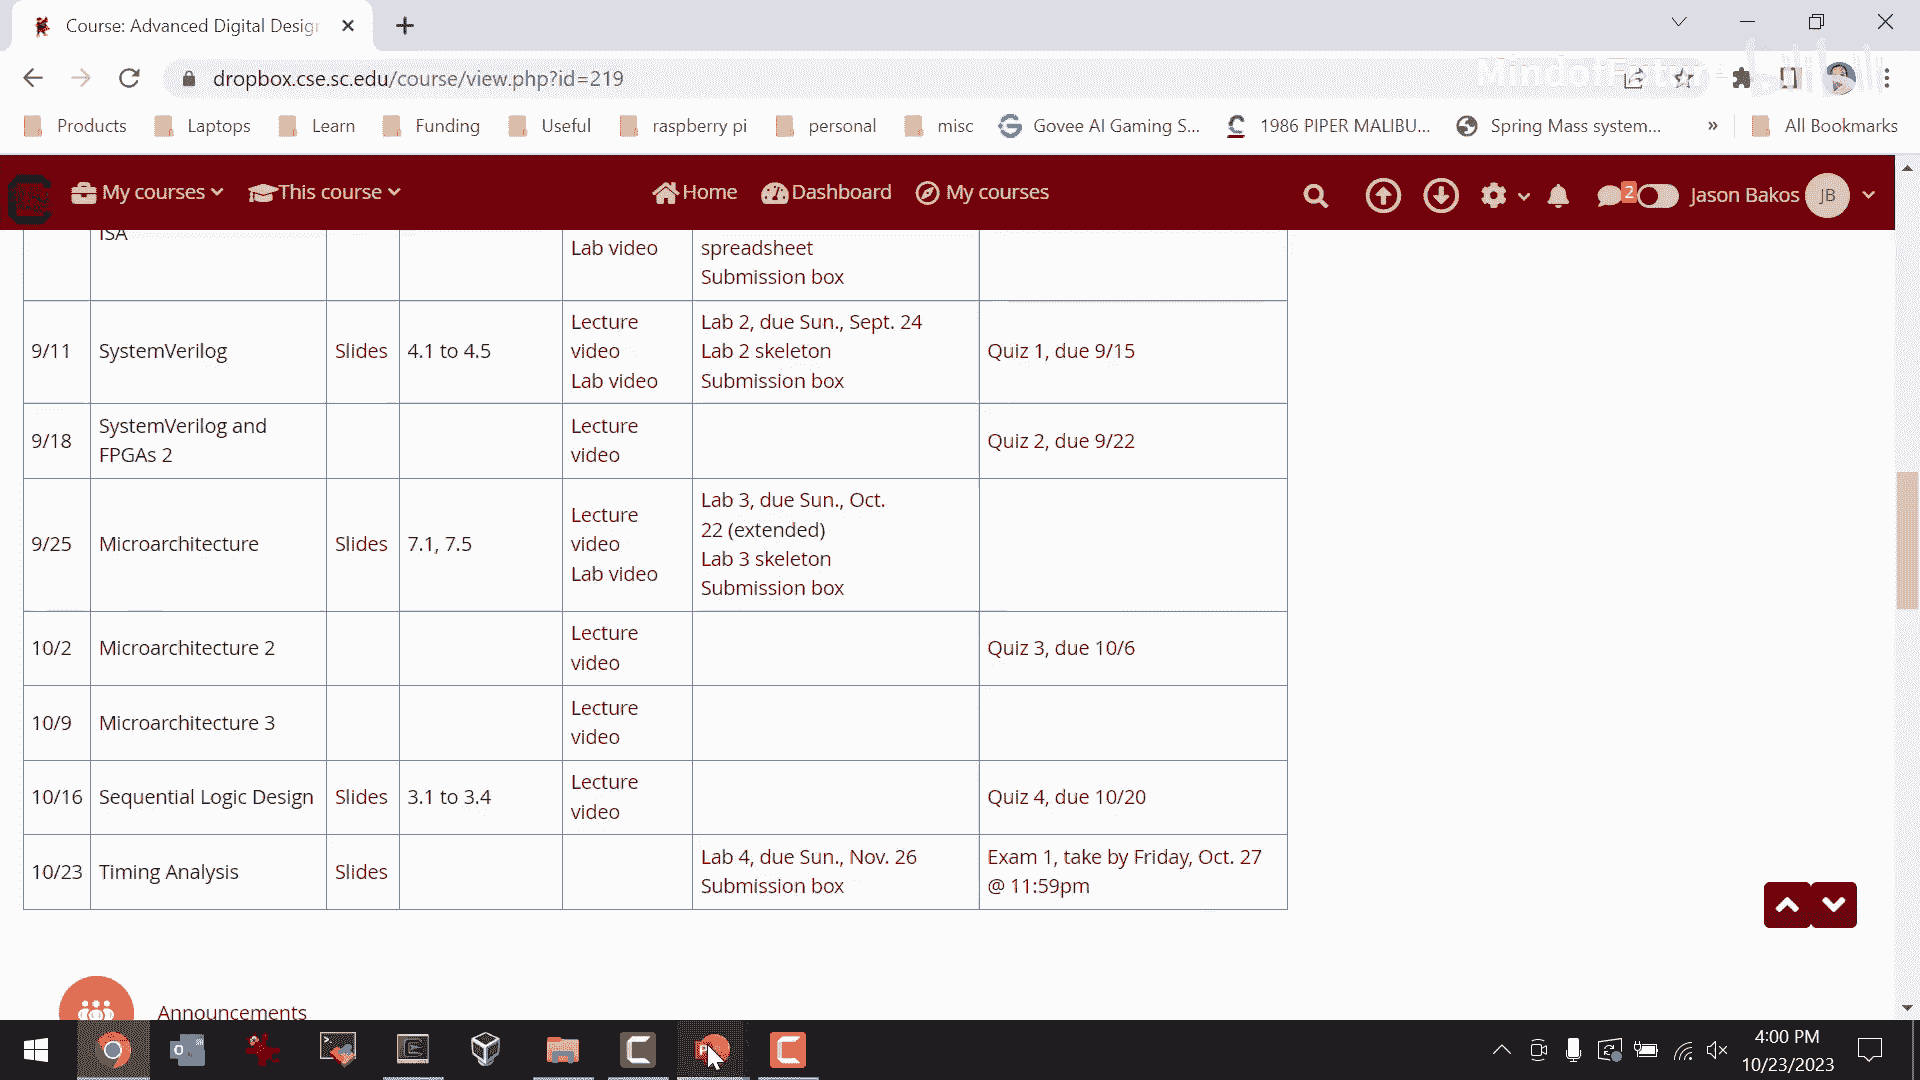 Course: Advanced Digital Desig
dropbox.cse.sc.edu/course/view.php?id=219
MindofFutur
Products Laptops Learn Funding Useful raspberry pi personal misc Govee AI Gaming S... 1986 PIPER MALIBU... Spring Mass system... » All Bookmarks
My courses This course Home Dashboard My courses 2 Jason Bakos JB
ISA Lab video spreadsheet
Submission box
9/11 SystemVerilog Slides 4.1 to 4.5 Lecture video Lab video Lab 2, due Sun., Sept. 24 Lab 2 skeleton Submission box Quiz 1, due 9/15
9/18 SystemVerilog and FPGAs 2 Lecture video Quiz 2, due 9/22
9/25 Microarchitecture Slides 7.1, 7.5 Lecture video Lab video Lab 3, due Sun., Oct. 22 (extended) Lab 3 skeleton Submission box
10/2 Microarchitecture 2 Lecture video Quiz 3, due 10/6
10/9 Microarchitecture 3 Lecture video
10/16 Sequential Logic Design Slides 3.1 to 3.4 Lecture video Quiz 4, due 10/20
10/23 Timing Analysis Slides Lab 4, due Sun., Nov. 26 Submission box Exam 1, take by Friday, Oct. 27 @ 11:59pm
Announcements
4:00 PM
10/23/2023